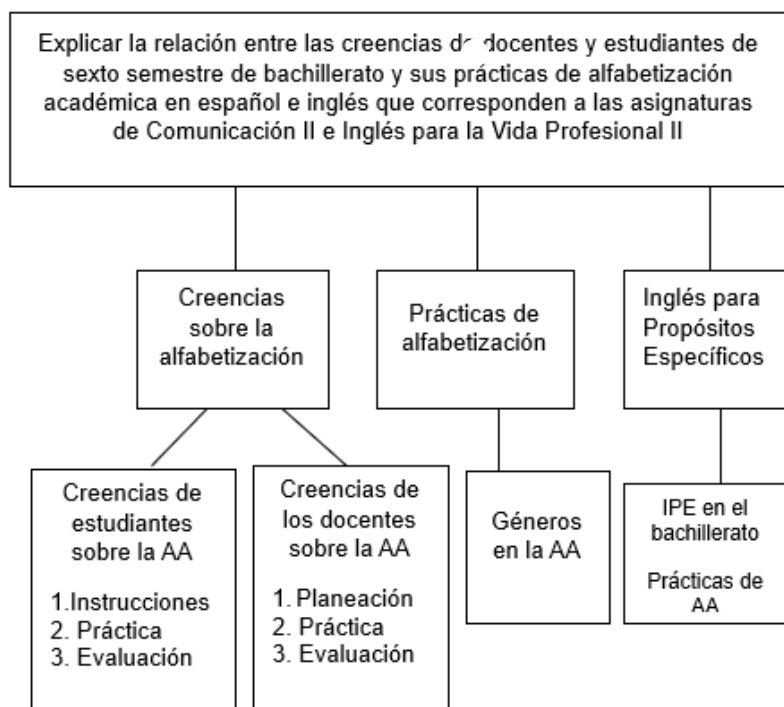 Explicar la relación entre las creencias de docentes y estudiantes de
sexto semestre de bachillerato y sus prácticas de alfabetización
académica en español e inglés que corresponden a las asignaturas
de Comunicación II e Inglés para la Vida Profesional II
Creencias
sobre la
alfabetización
Prácticas de
alfabetización
Inglés para
Propósitos
Específicos
Creencias de
estudiantes
sobre la AA
1.Instrucciones
2. Práctica
3. Evaluación
Creencias de
los docentes
sobre la AA
1. Planeación
2. Práctica
3. Evaluación
Géneros
en la AA
IPE en el
bachillerato
Prácticas de
AA